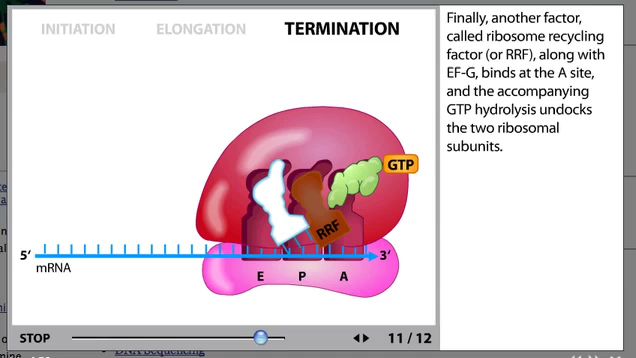 INITIATION ELONGATION TERMINATION
Finally, another factor,
called ribosome recycling
factor (or RRF), along with
EF-G, binds at the A site,
and the accompanying
GTP hydrolysis undocks
the two ribosomal
subunits.
GTP
RRF
5' 3'
mRNA
E P A
STOP 11 / 12
DNA Sequencing